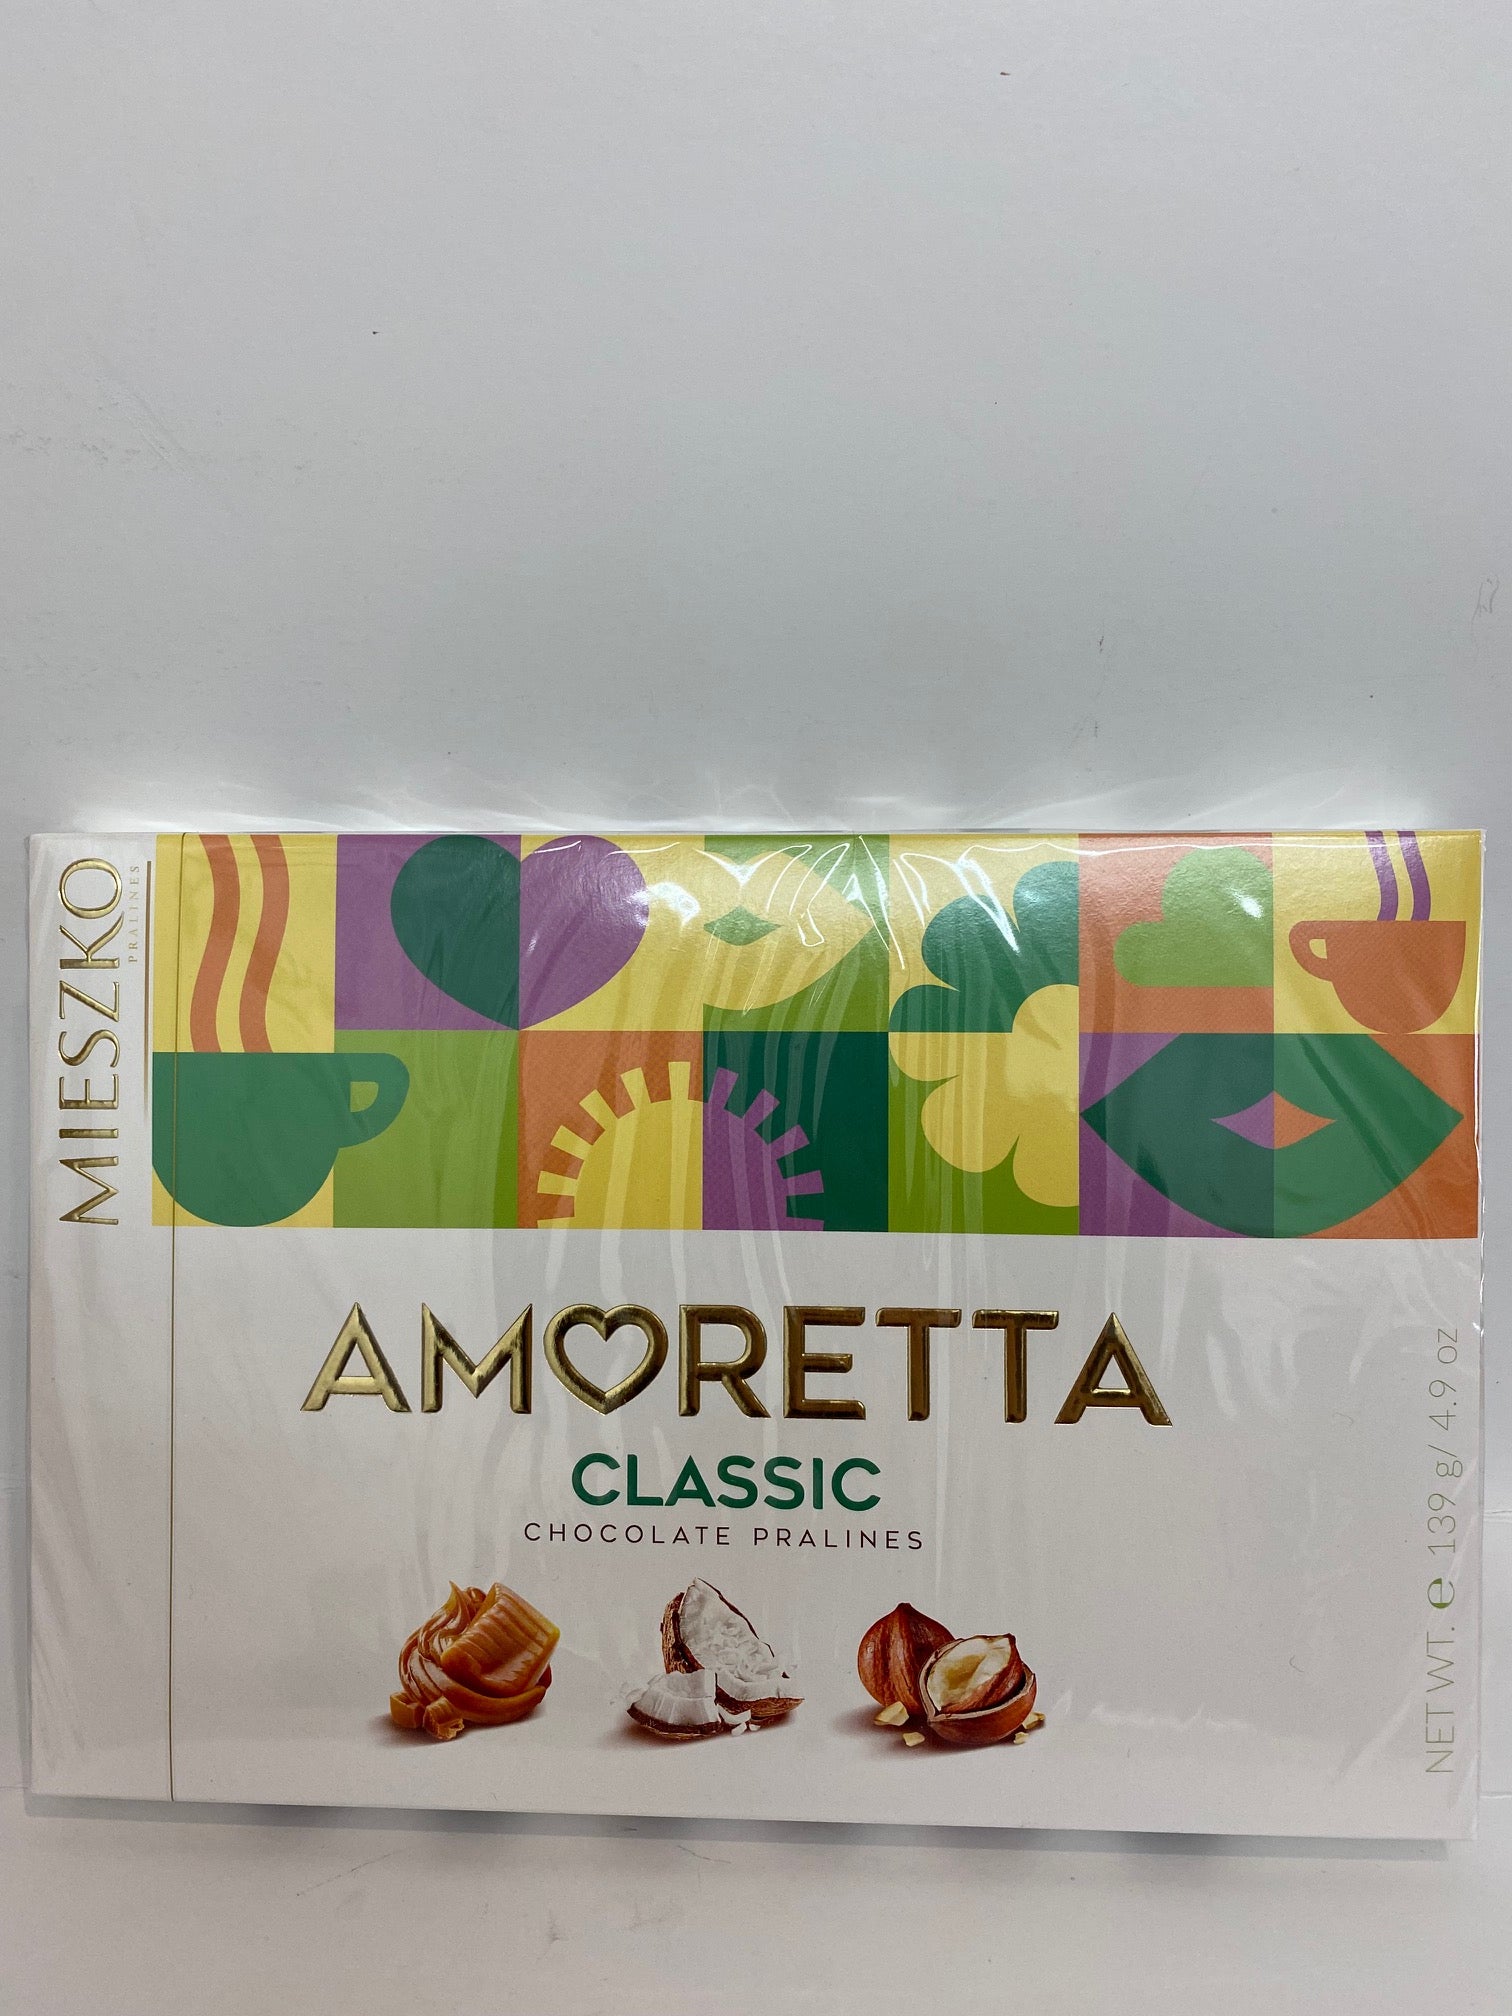 MIESZKO
PRALINES
AMORETTA
CLASSIC
CHOCOLATE PRALINES
NET WT. ℮ 139 g/ 4.9 oz